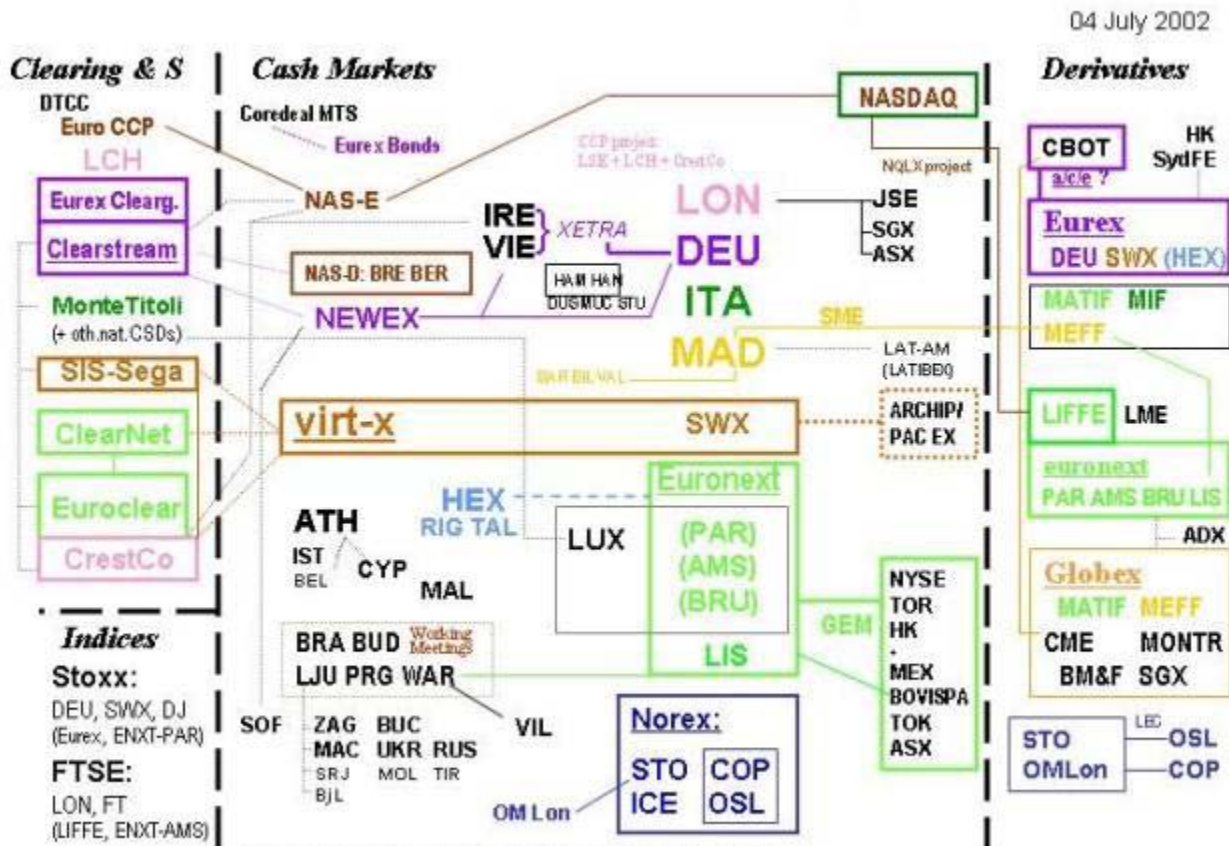 04 July 2002
Clearing & S
DTCC
Euro CCP
LCH
Eurex Clearg.
Clearstream
MonteTitoli
(+ oth.nat.CSDs)
SIS-Sega
ClearNet
Euroclear
CrestCo
Indices
Stoxx:
DEU, SWX, DJ
(Eurex, ENXT-PAR)
FTSE:
LON, FT
(LIFFE, ENXT-AMS)
Cash Markets
Coredeal MTS
Eurex Bonds
NASDAQ
CCP project:
LSE + LCH + CrestCo
NQLX project
NAS-E
LON
JSE
SGX
ASX
IRE
VIE
XETRA
DEU
NAS-D: BRE BER
HAM HAN
DUSMUC STU
NEWEX
ITA
SME
MAD
LAT-AM
(LATIBEX)
BAR BIL VAL
virt-x
SWX
ARCHIP/
PAC EX
Euronext
HEX
RIG TAL
ATH
LUX
(PAR)
(AMS)
(BRU)
LIS
IST
BEL
CYP
MAL
GEM
NYSE
TOR
HK
-
MEX
BOVISPA
TOK
ASX
BRA BUD
Working
Meetings
LJU PRG WAR
SOF
ZAG BUC
VIL
MAC UKR RUS
SRJ MOL TIR
BjL
OM Lon
Norex:
STO COP
ICE OSL
Derivatives
CBOT
HK
SydFE
a/c/e ?
Eurex
DEU SWX (HEX)
MATIF MIF
MEFF
LIFFE LME
euronext
PAR AMS BRU LIS
ADX
Globex
MATIF MEFF
CME MONTR
BM&F SGX
STO
LEC
OSL
OMLon
COP